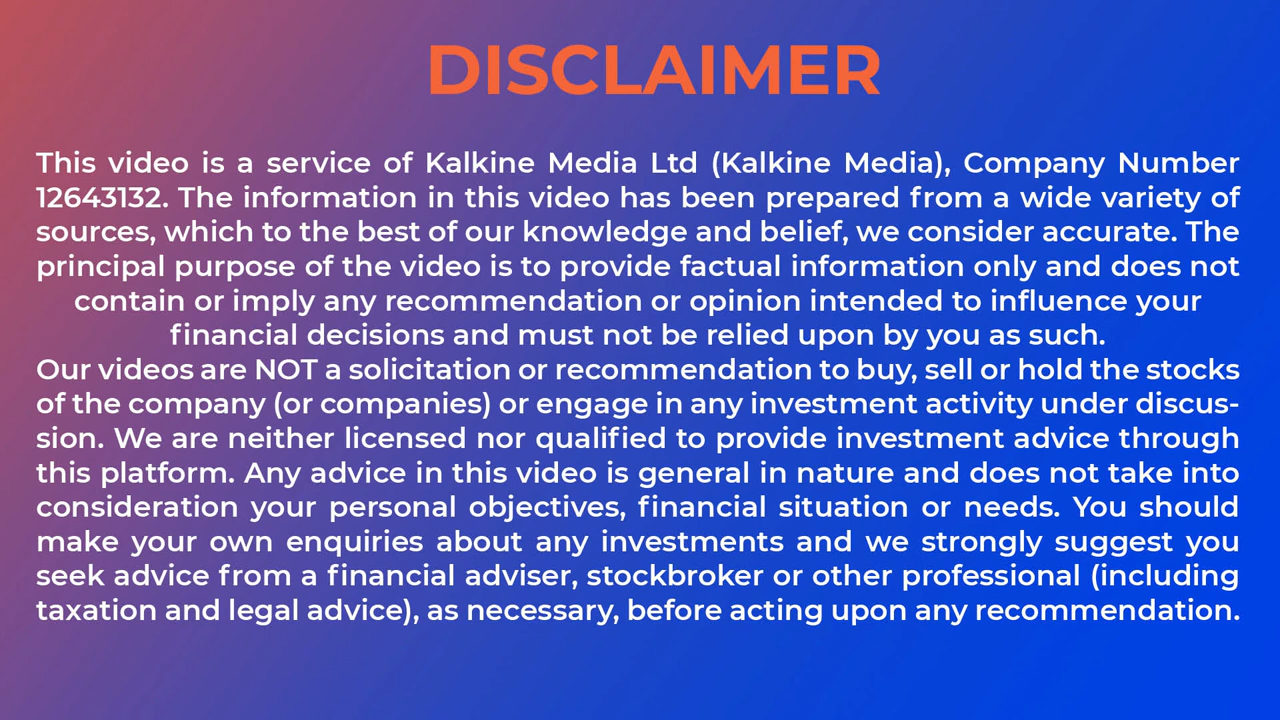 DISCLAIMER
This video is a service of Kalkine Media Ltd (Kalkine Media), Company Number
12643132. The information in this video has been prepared from a wide variety of
sources, which to the best of our knowledge and belief, we consider accurate. The
principal purpose of the video is to provide factual information only and does not
contain or imply any recommendation or opinion intended to influence your
financial decisions and must not be relied upon by you as such.
Our videos are NOT a solicitation or recommendation to buy, sell or hold the stocks
of the company (or companies) or engage in any investment activity under discus-
sion. We are neither licensed nor qualified to provide investment advice through
this platform. Any advice in this video is general in nature and does not take into
consideration your personal objectives, financial situation or needs. You should
make your own enquiries about any investments and we strongly suggest you
seek advice from a financial adviser, stockbroker or other professional (including
taxation and legal advice), as necessary, before acting upon any recommendation.